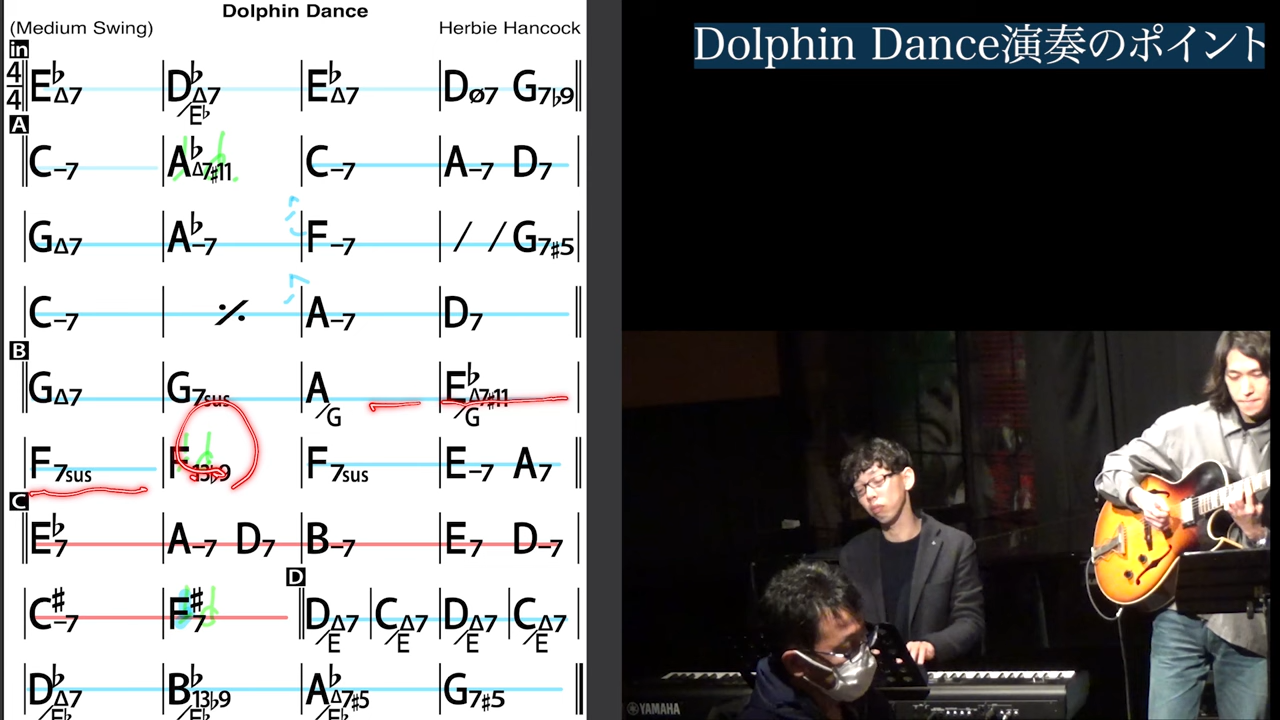 Dolphin Dance
(Medium Swing) Herbie Hancock
in
4/4 E♭Δ7 D♭Δ7/E♭ E♭Δ7 Dø7 G7♭9
A
C-7 A♭Δ7♯11 C-7 A-7 D7
GΔ7 A♭-7 F-7 / / G7♯5
C-7 ٪ A-7 D7
B
GΔ7 G7sus A/G E♭Δ7♯11/G
F7sus F13♭9 F7sus E-7 A7
C
E♭7 A-7 D7 B-7 E7 D-7
D
C♯-7 F♯7 DΔ7/E CΔ7/E DΔ7/E CΔ7/E
D♭Δ7/E♭ B♭13♭9/E♭ A♭Δ7♯5/E♭ G7♯5
Dolphin Dance演奏のポイント
YAMAHA